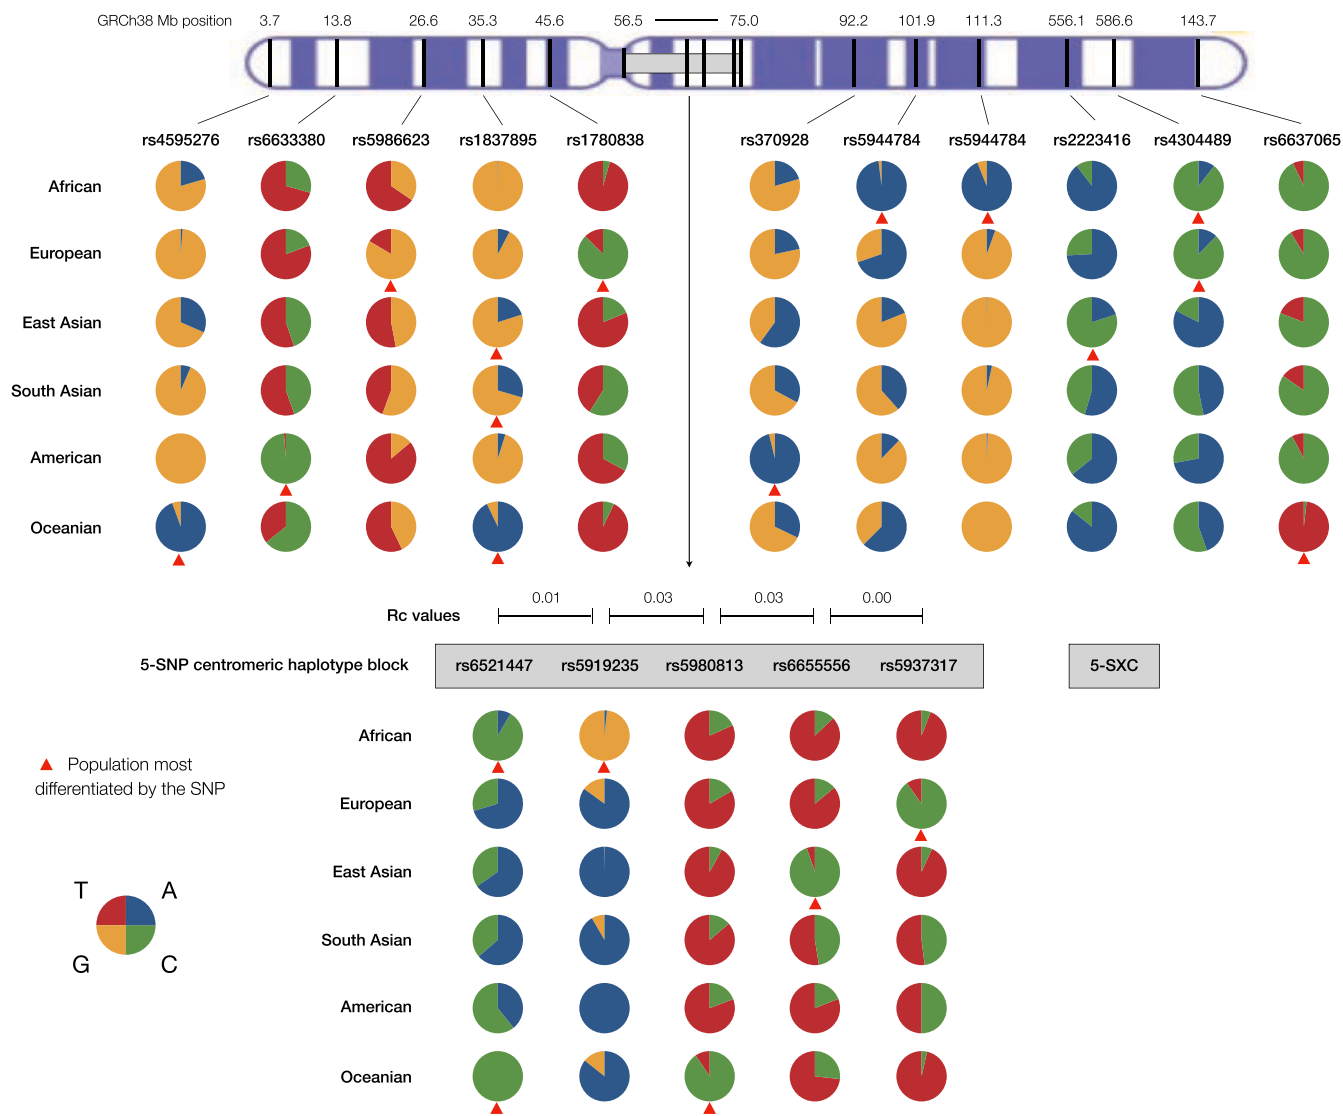 GRCh38 Mb position 3.7 13.8 26.6 35.3 45.6 56.5 75.0 92.2 101.9 111.3 556.1 586.6 143.7
rs4595276 rs6633380 rs5986623 rs1837895 rs1780838 rs370928 rs5944784 rs5944784 rs2223416 rs4304489 rs6637065
African
European
East Asian
South Asian
American
Oceanian
Rc values 0.01 0.03 0.03 0.00
5-SNP centromeric haplotype block rs6521447 rs5919235 rs5980813 rs6655556 rs5937317 5-SXC
African
European
East Asian
South Asian
American
Oceanian
Population most
differentiated by the SNP
T A
G C